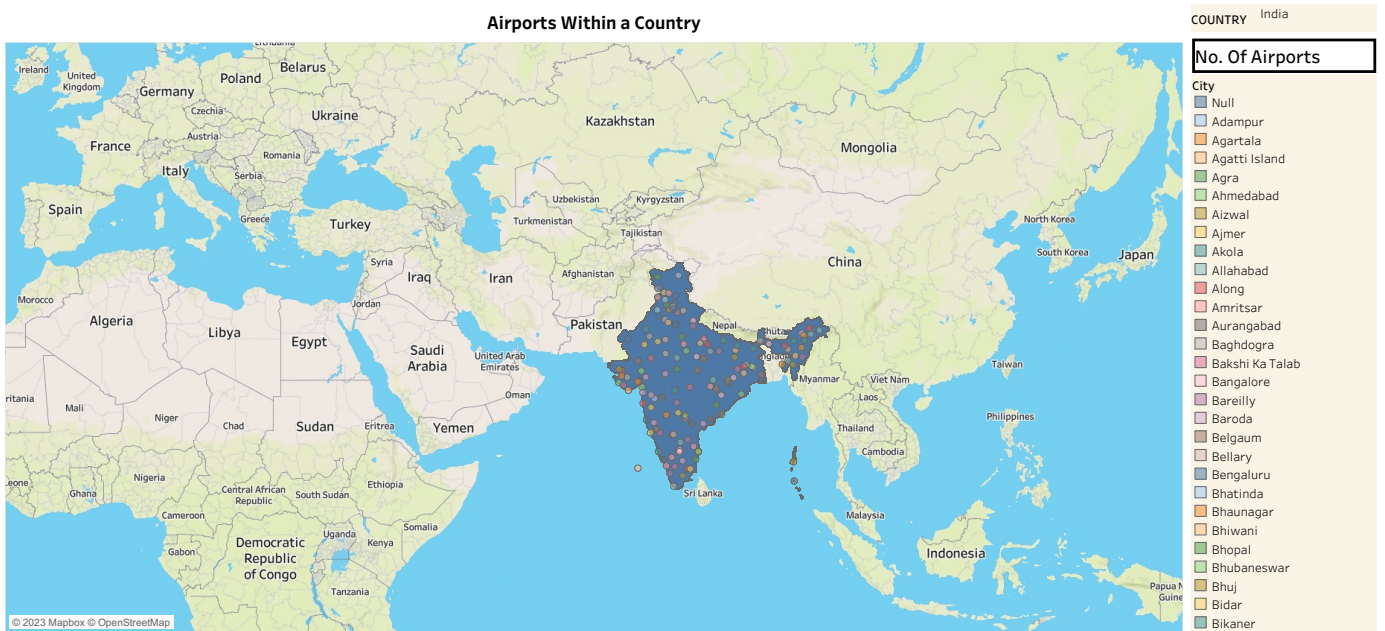 Airports Within a Country
COUNTRY India
No. Of Airports
City
Null
Adampur
Agartala
Agatti Island
Agra
Ahmedabad
Aizwal
Ajmer
Akola
Allahabad
Along
Amritsar
Aurangabad
Baghdogra
Bakshi Ka Talab
Bangalore
Bareilly
Baroda
Belgaum
Bellary
Bengaluru
Bhatinda
Bhaunagar
Bhiwani
Bhopal
Bhubaneswar
Bhuj
Bidar
Bikaner
Lithuania
Ireland
United
Kingdom
Poland
Belarus
Germany
Czechia
Ukraine
Austria
France
Romania
Italy
Serbia
Spain
Greece
Turkey
Kazakhstan
Mongolia
Uzbekistan
Kyrgyzstan
Turkmenistan
Tajikistan
North Korea
South Korea
Japan
China
Syria
Iraq
Iran
Afghanistan
Jordan
Morocco
Algeria
Libya
Egypt
Pakistan
Nepal
Bhutan
Saudi
Arabia
United Arab
Emirates
Oman
Myanmar
Viet Nam
Laos
Taiwan
ritania
Mali
Niger
Chad
Sudan
Eritrea
Yemen
Thailand
Cambodia
Philippines
Nigeria
Ethiopia
eone
Ghana
Central African
Republic
South Sudan
Sri Lanka
Cameroon
Somalia
Malaysia
Uganda
Kenya
Gabon
Democratic
Republic
of Congo
Tanzania
Indonesia
Papua N
Guine
© 2023 Mapbox © OpenStreetMap